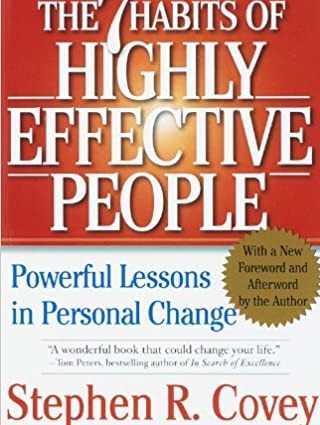 THE 7 HABITS OF
HIGHLY
EFFECTIVE
PEOPLE
With a New
Foreword and
Afterword
by the Author
Powerful Lessons
in Personal Change
"A wonderful book that could change your life."
—Tom Peters, bestselling author of In Search of Excellence
Stephen R. Covey